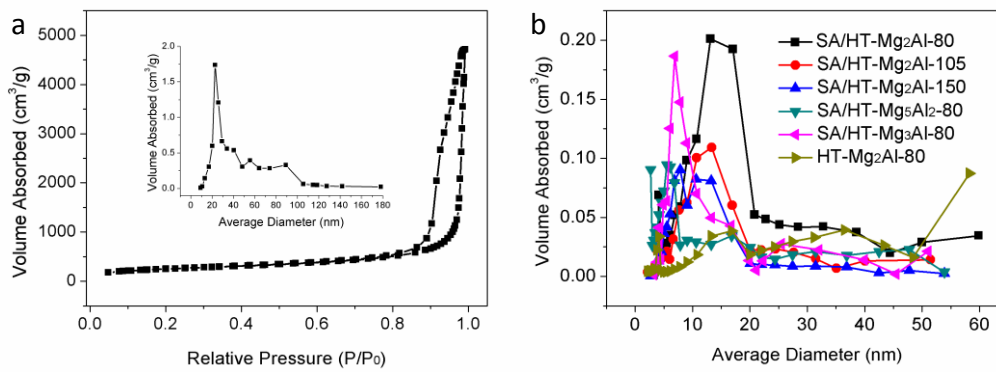 a
5000
4000
3000
2000
1000
0
Volume Absorbed (cm³/g)
0.0 0.2 0.4 0.6 0.8 1.0
Relative Pressure (P/P₀)
2.0
1.5
1.0
0.5
0.0
Volume Absorbed (cm³/g)
0 20 40 60 80 100 120 140 160 180
Average Diameter (nm)
b
0.20
0.15
0.10
0.05
0.00
Volume Absorbed (cm³/g)
0 10 20 30 40 50 60
Average Diameter (nm)
SA/HT-Mg₂Al-80
SA/HT-Mg₂Al-105
SA/HT-Mg₂Al-150
SA/HT-Mg₅Al₂-80
SA/HT-Mg₃Al-80
HT-Mg₂Al-80